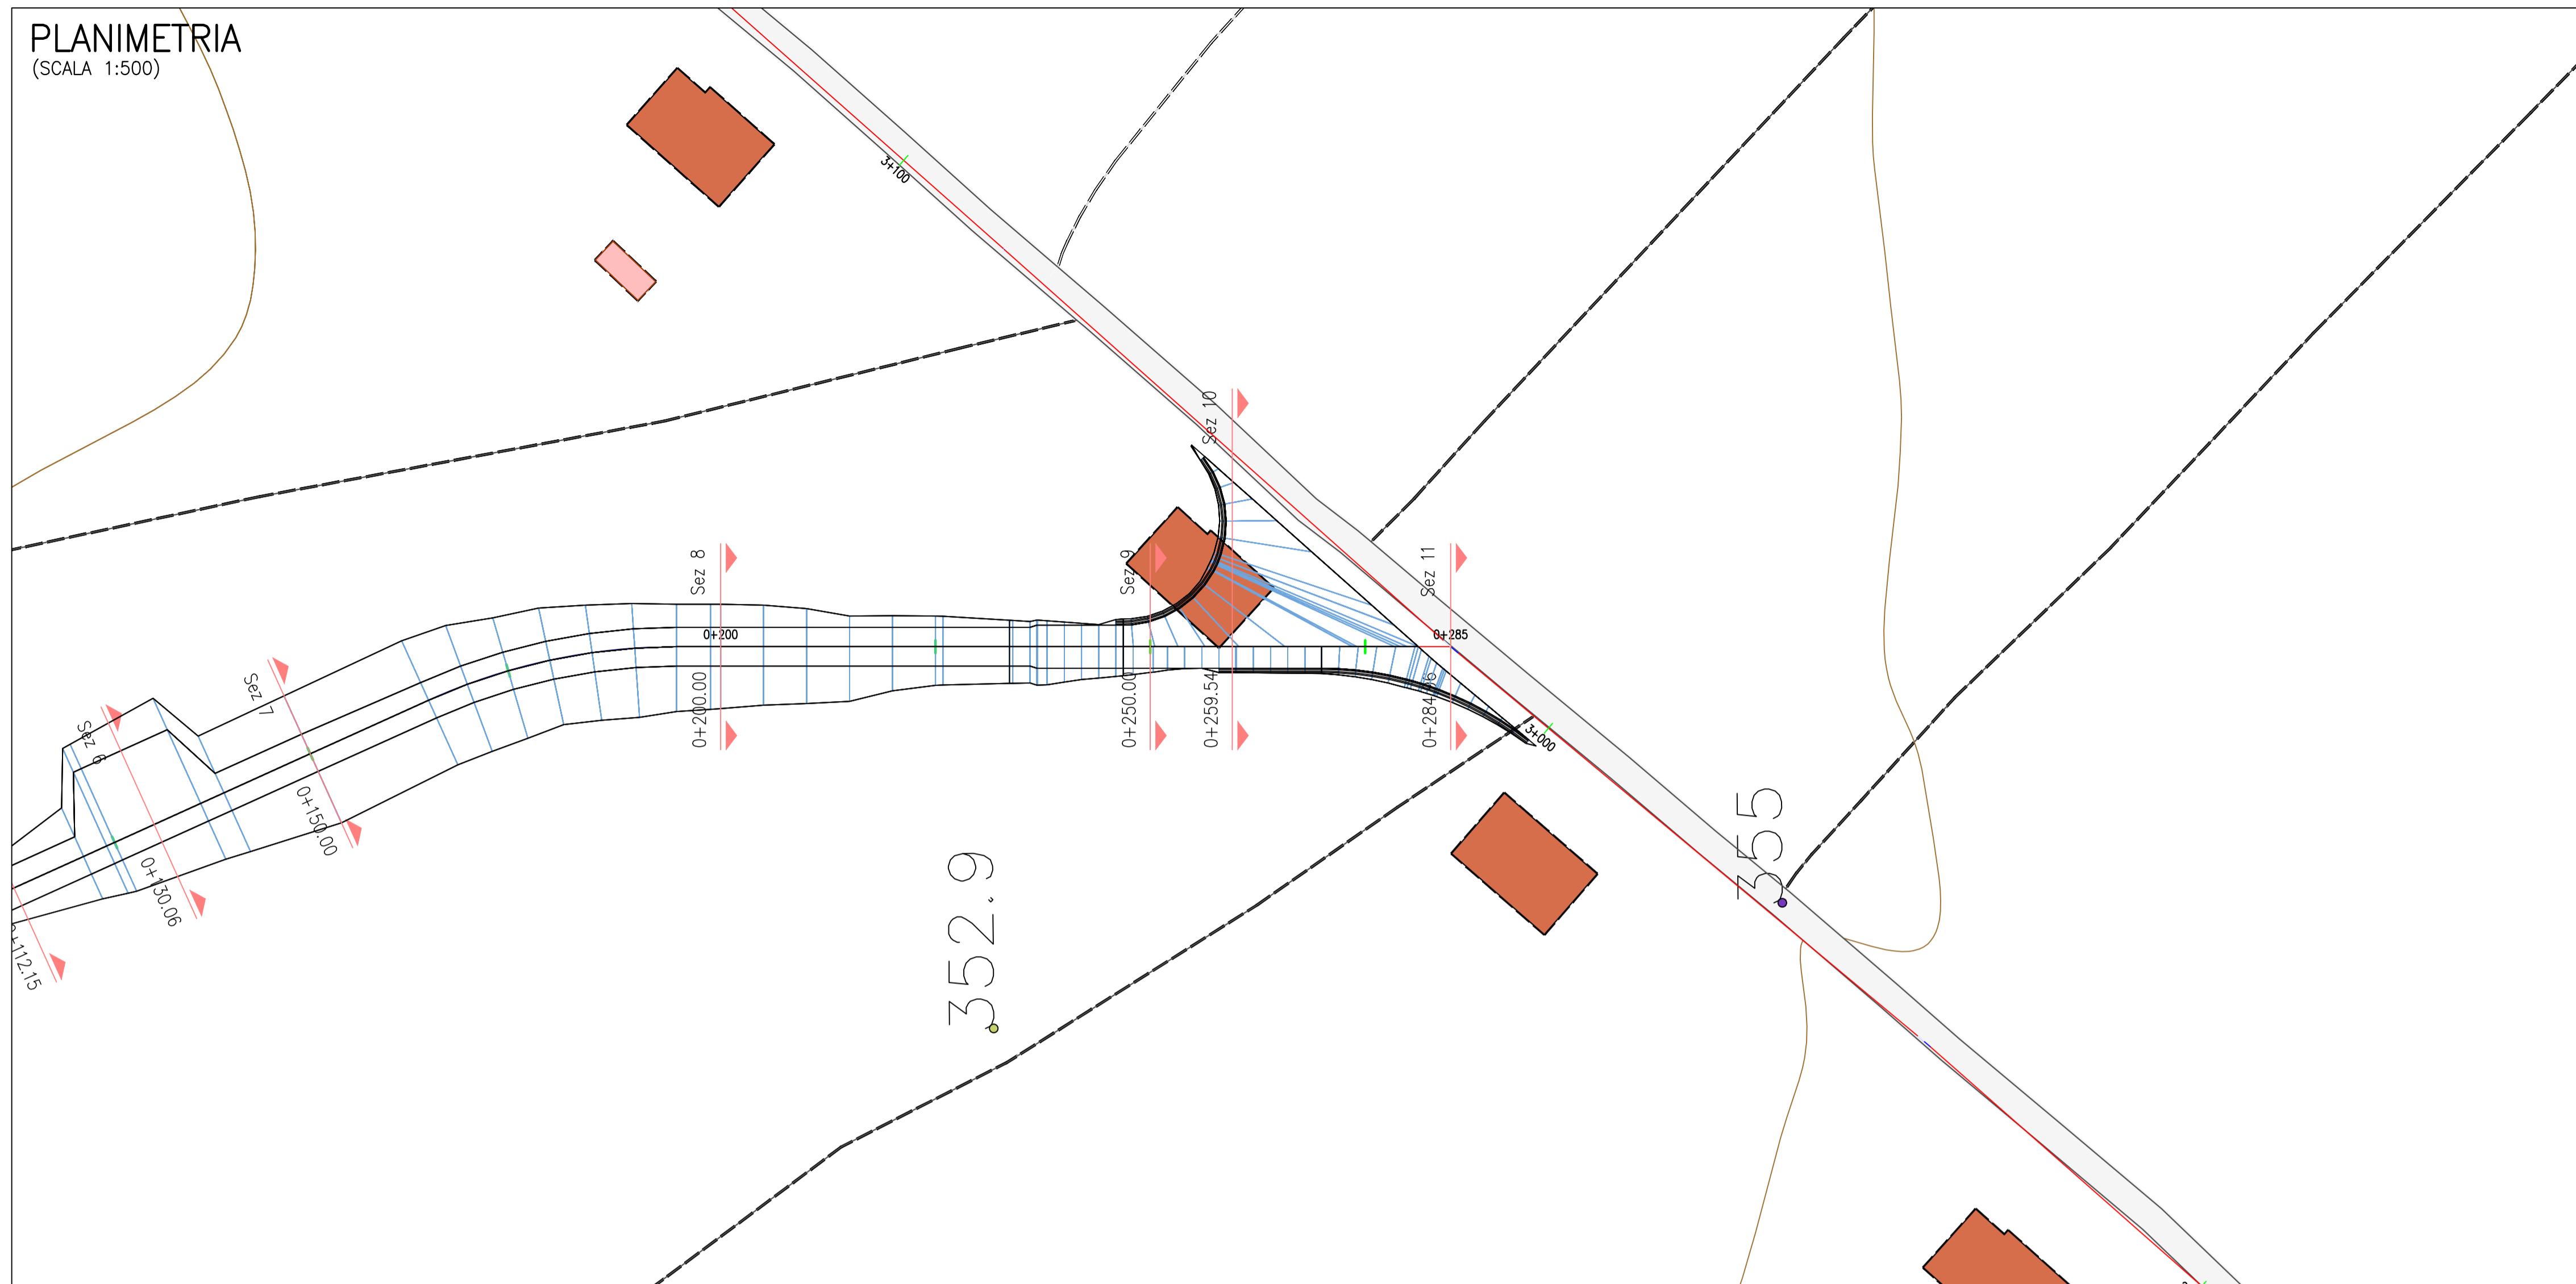 PLANIMETRIA
(SCALA 1:500)
3+100
Sez 10
Sez 8
Sez 9
Sez 11
0+200
0+285
Sez 7
Sez 6
0+200.00
0+250.00
0+259.54
3+000
0+150.00
0+130.06
355
352.9